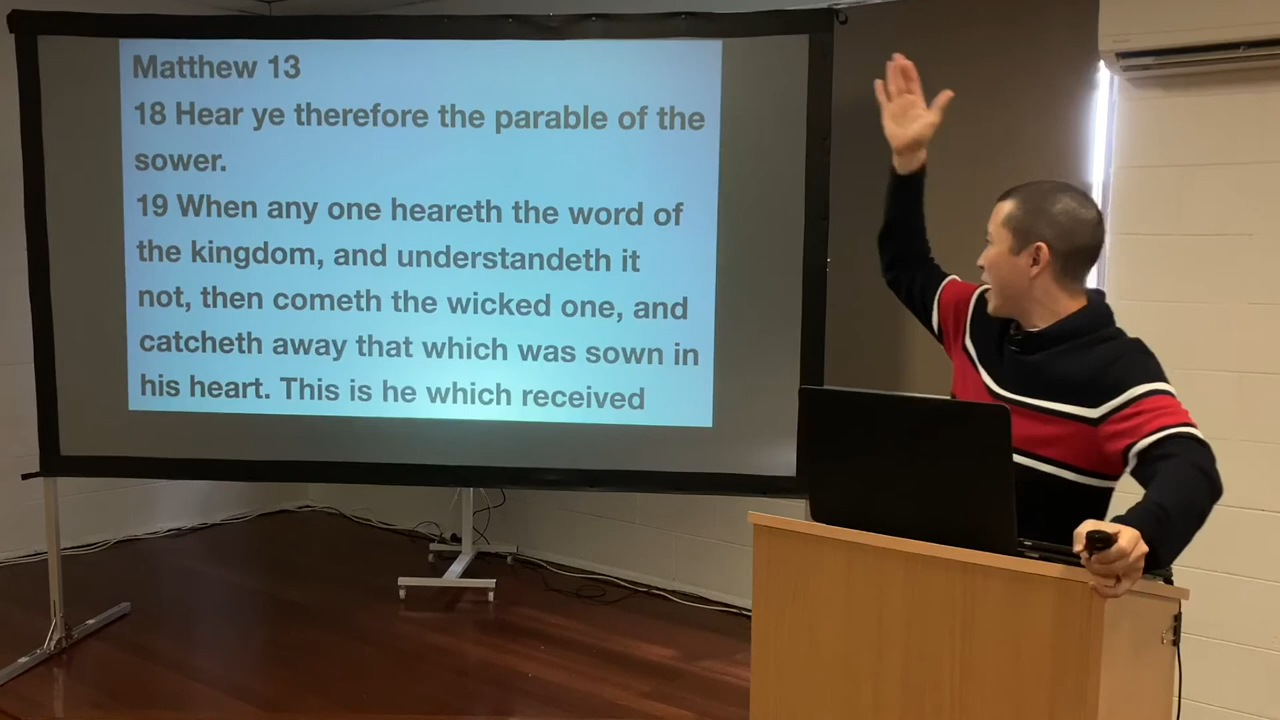 Matthew 13
18 Hear ye therefore the parable of the
sower.
19 When any one heareth the word of
the kingdom, and understandeth it
not, then cometh the wicked one, and
catcheth away that which was sown in
his heart. This is he which received